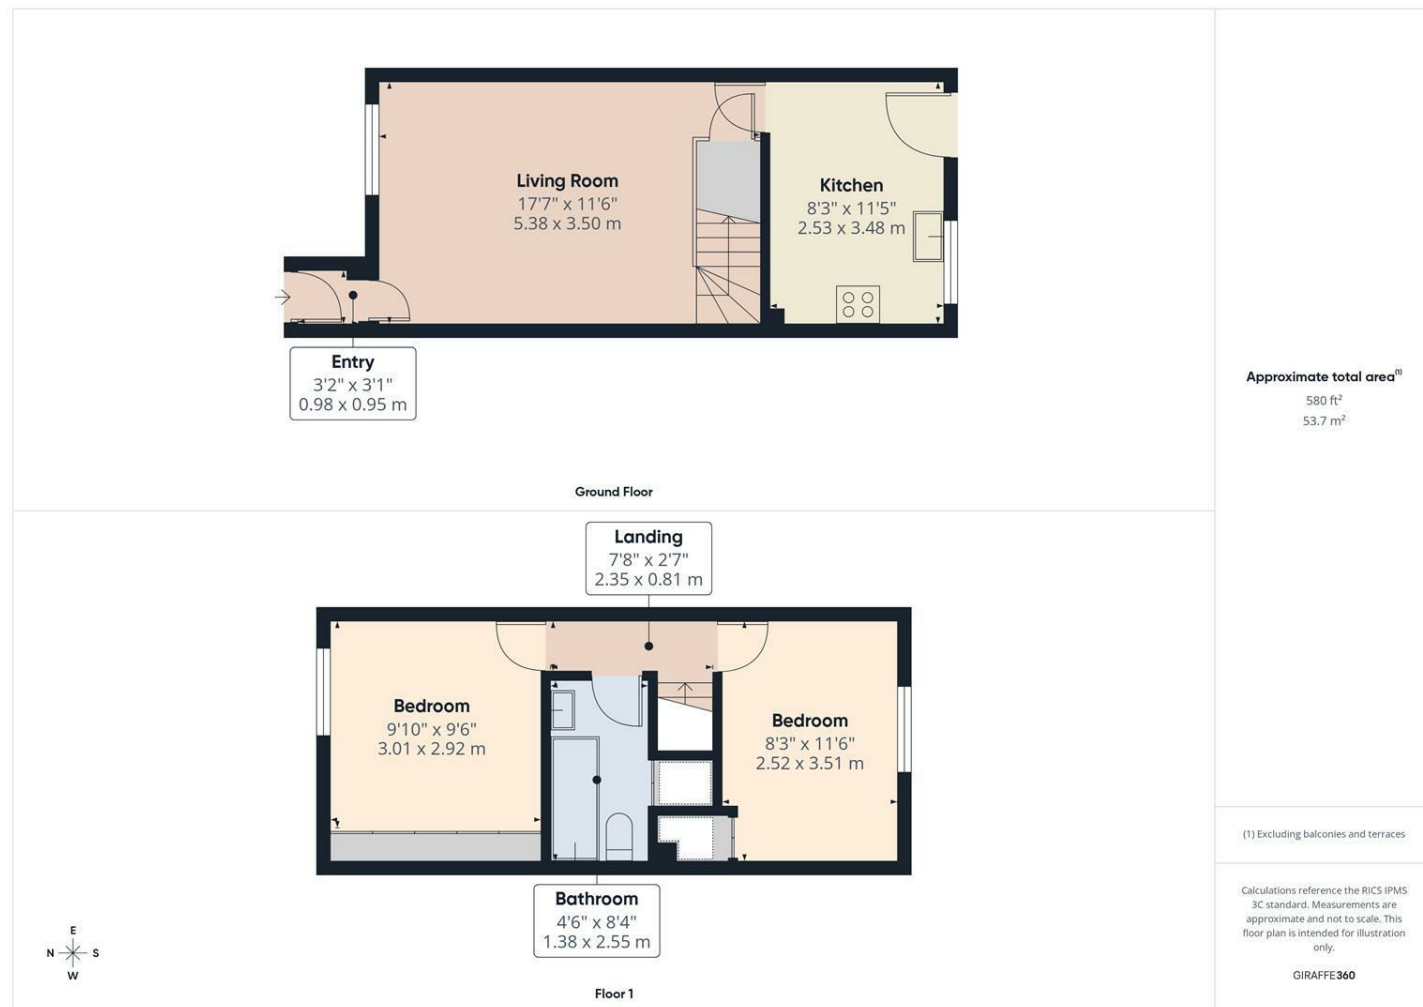 Living Room
17'7" x 11'6"
5.38 x 3.50 m
Kitchen
8'3" x 11'5"
2.53 x 3.48 m
Entry
3'2" x 3'1"
0.98 x 0.95 m
Ground Floor
Landing
7'8" x 2'7"
2.35 x 0.81 m
Bedroom
9'10" x 9'6"
3.01 x 2.92 m
Bedroom
8'3" x 11'6"
2.52 x 3.51 m
Bathroom
4'6" x 8'4"
1.38 x 2.55 m
Floor 1
E
N S
W
Approximate total area(1)
580 ft²
53.7 m²
(1) Excluding balconies and terraces
Calculations reference the RICS IPMS
3C standard. Measurements are
approximate and not to scale. This
floor plan is intended for illustration
only.
GIRAFFE360